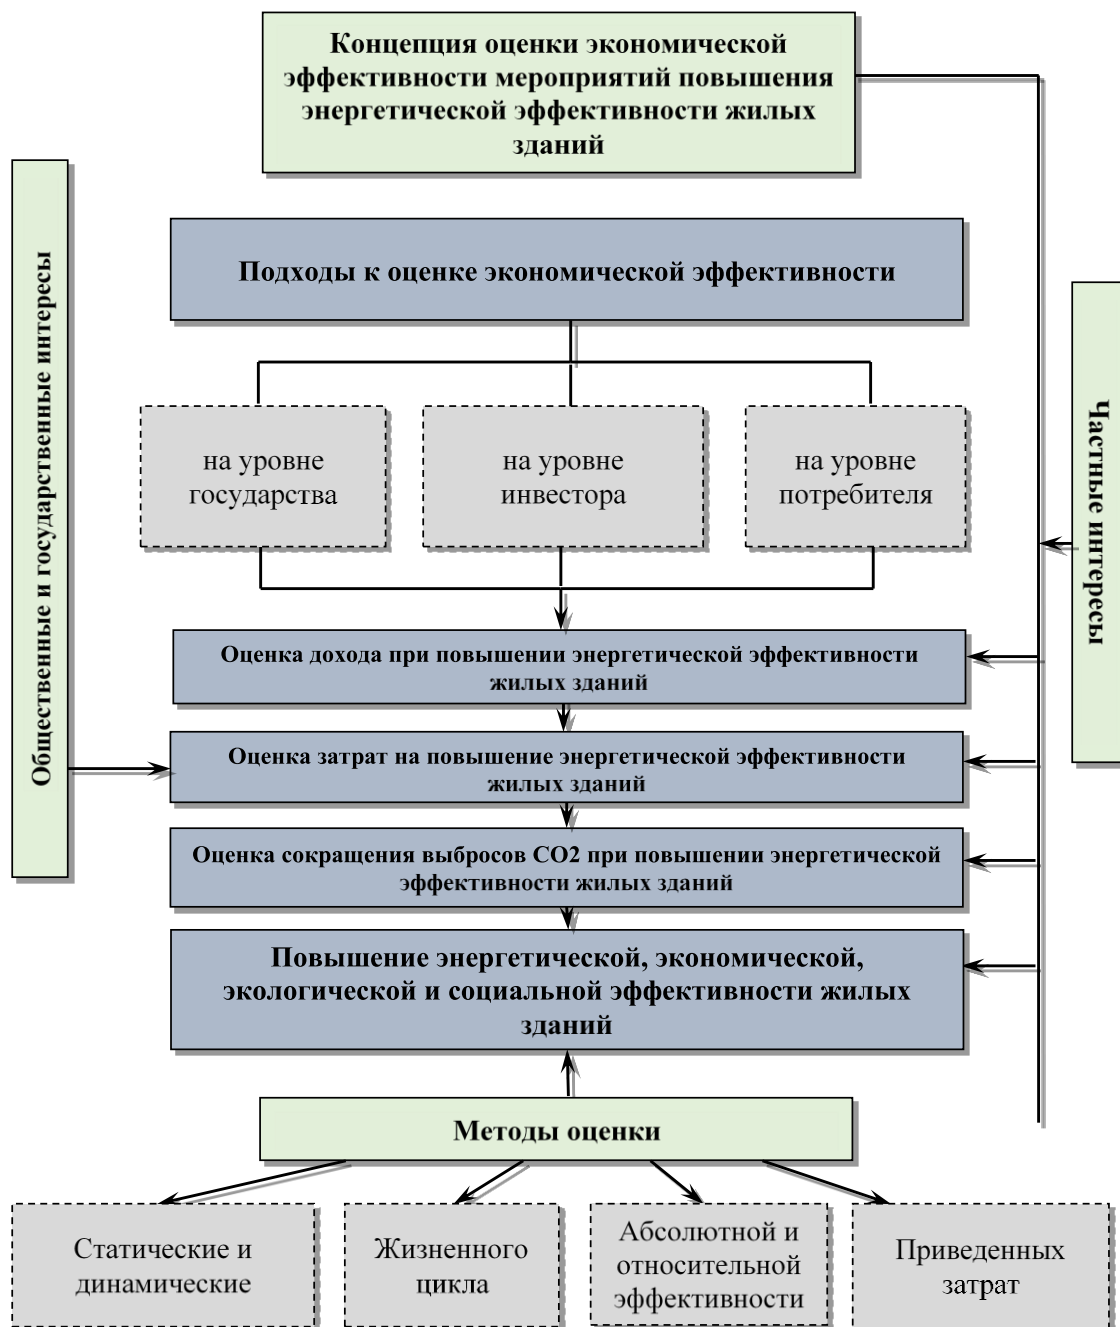 Концепция оценки экономической
эффективности мероприятий повышения
энергетической эффективности жилых
зданий
Общественные и государственные интересы
Подходы к оценке экономической эффективности
Частные интересы
на уровне
государства
на уровне
инвестора
на уровне
потребителя
Оценка дохода при повышении энергетической эффективности
жилых зданий
Оценка затрат на повышение энергетической эффективности
жилых зданий
Оценка сокращения выбросов СО2 при повышении энергетической
эффективности жилых зданий
Повышение энергетической, экономической,
экологической и социальной эффективности жилых
зданий
Методы оценки
Статические и
динамические
Жизненного
цикла
Абсолютной и
относительной
эффективности
Приведенных
затрат